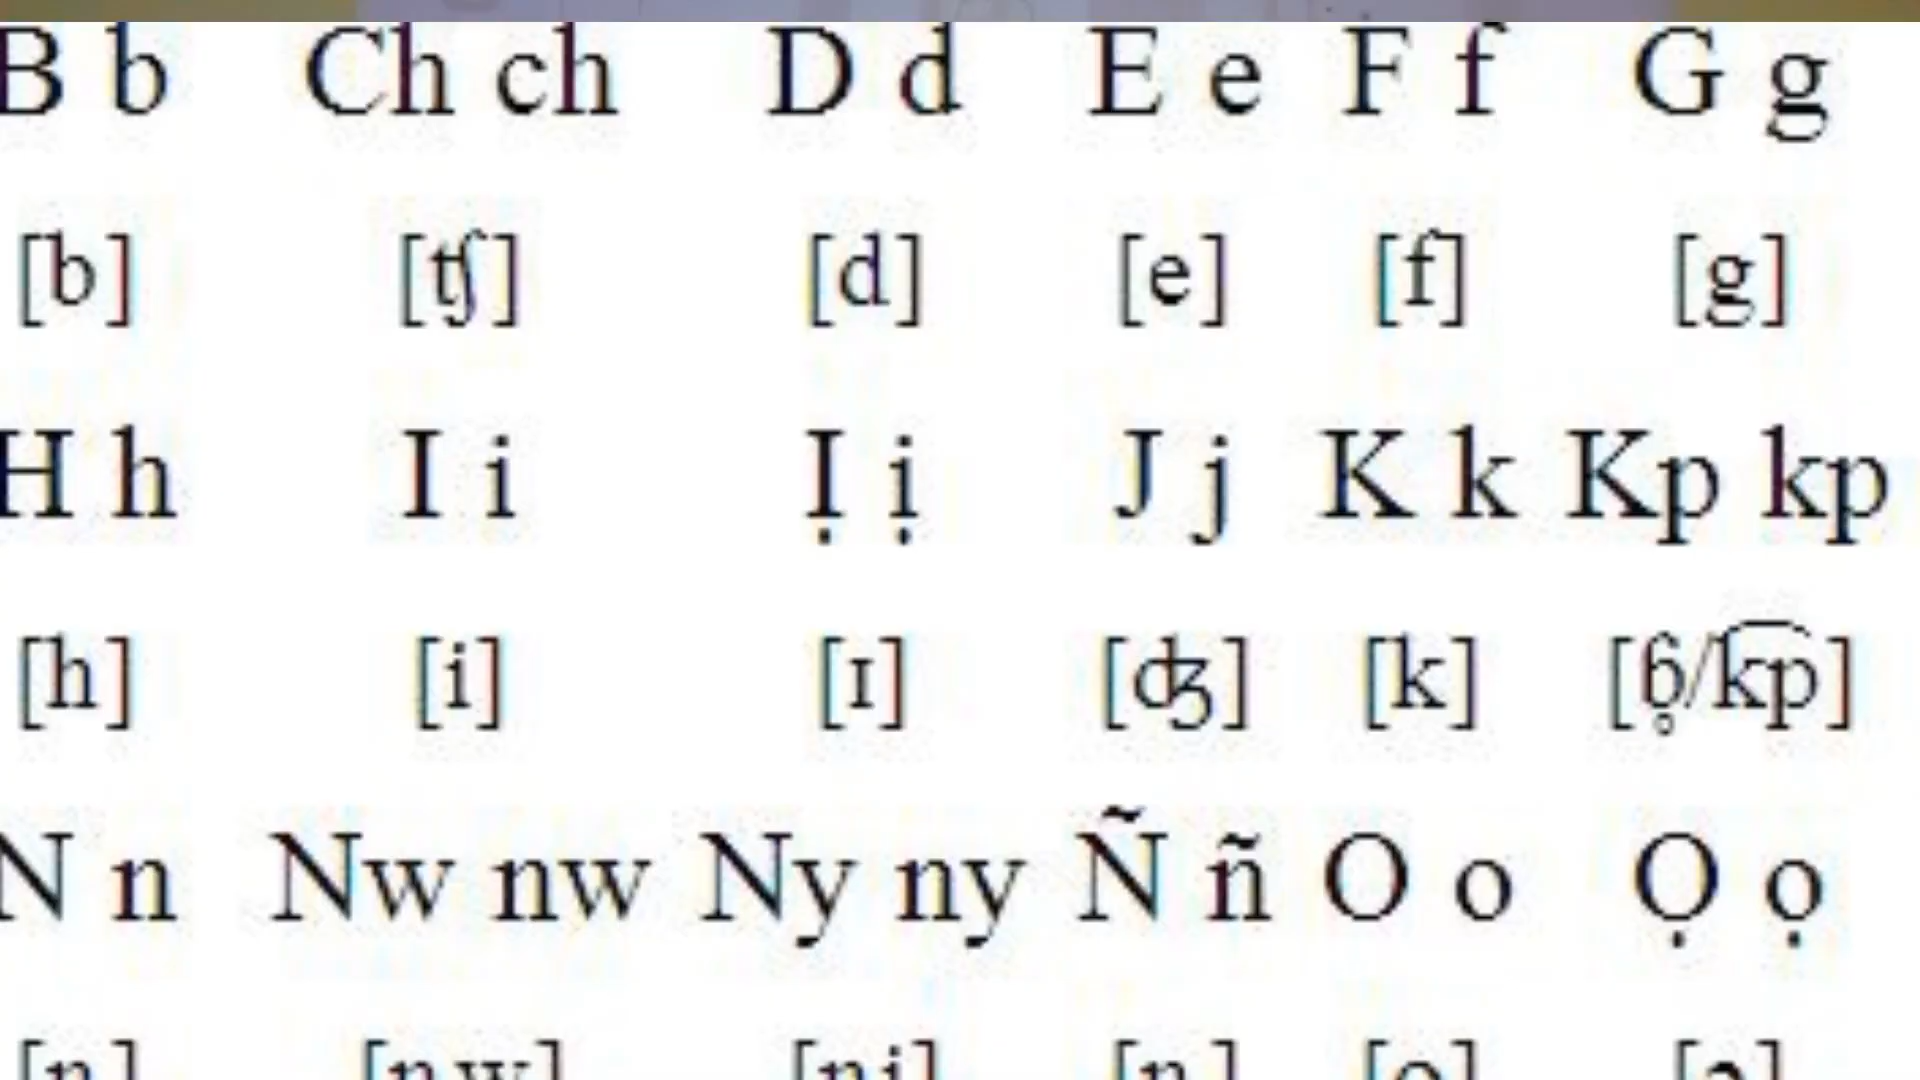 B b Ch ch D d E e F f G g
[b] [ʧ] [d] [e] [f] [g]
H h I i Ị ị J j K k Kp kp
[h] [i] [ɪ] [ʤ] [k] [ɓ̥/k͡p]
N n Nw nw Ny ny Ñ ñ O o Ọ ọ